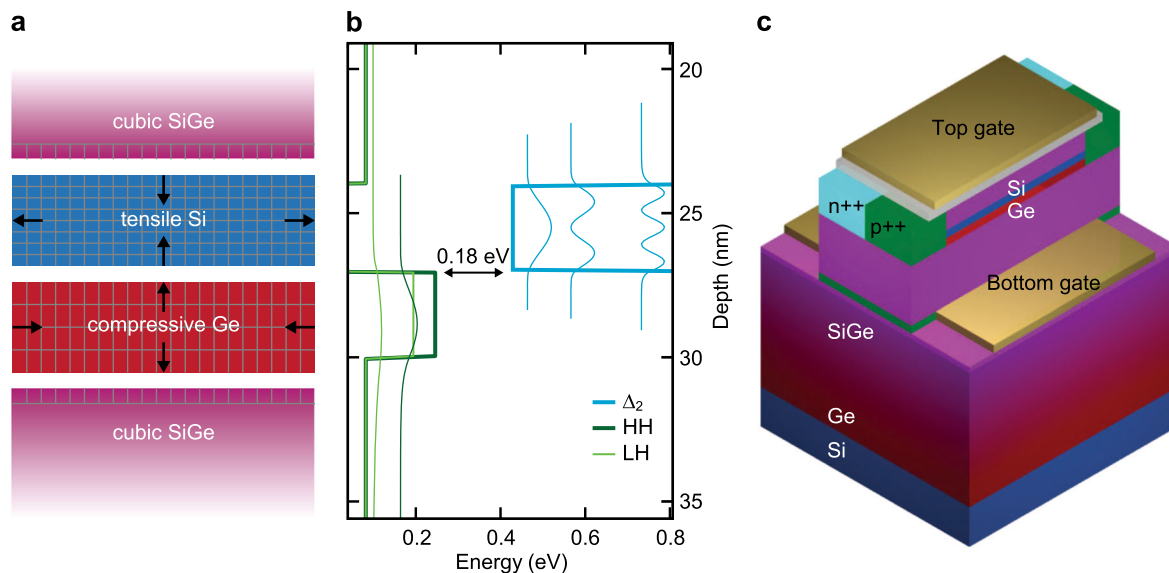 a
cubic SiGe
tensile Si
compressive Ge
cubic SiGe
b
20
25
30
35
Depth (nm)
0.18 eV
Δ2
HH
LH
0.2
0.4
0.6
0.8
Energy (eV)
c
Top gate
Si
Ge
n++
p++
Bottom gate
SiGe
Ge
Si